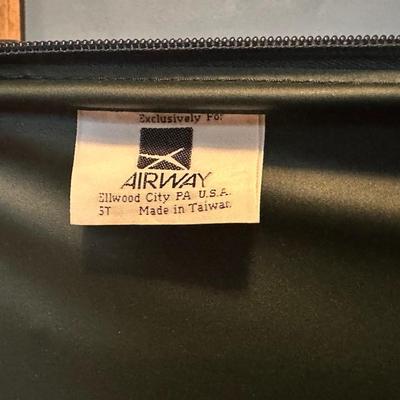 Exclusively For
AIRWAY
Ellwood City PA U.S.A.
5T Made in Taiwan